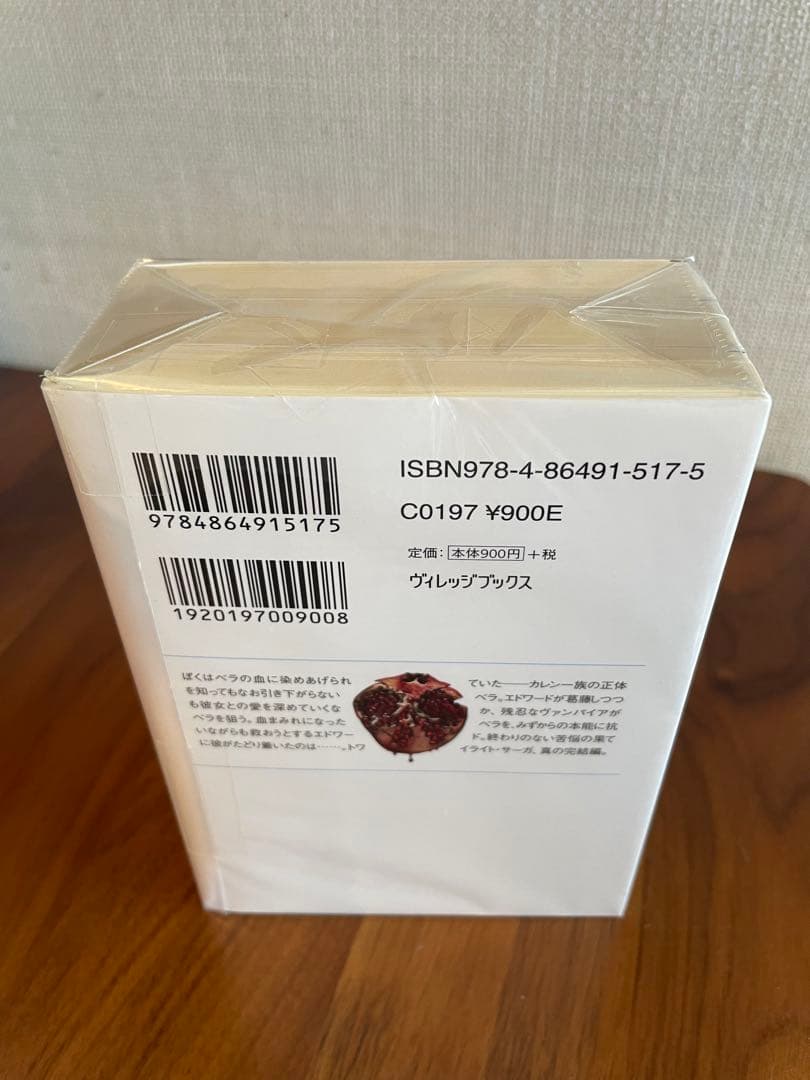 9784864915175
ISBN978-4-86491-517-5
C0197 ¥900E
定価: 本体900円 +税
ヴィレッジブックス
1920197009008
ぼくはベラの血に染めあげられていた――カレン一族の正体
を知ってもなお引き下がらないベラ。エドワードが葛藤しつつ
も彼女との愛を深めていくなか、残忍なヴァンパイアが
ベラを狙う。血まみれになったベラを、みずからの本能に抗
いながらも救おうとするエドワード。終わりのない苦悩の果て
に彼がたどり着いたのは……。トワイライト・サーガ、真の完結編。